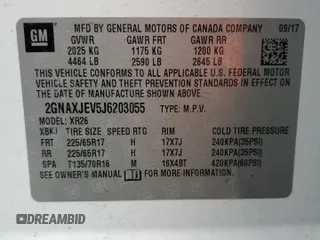 GM
MFD BY GENERAL MOTORS OF CANADA COMPANY 09/17
GVWR GAWR FRT GAWR RR
2025 KG 1175 KG 1200 KG
4464 LB 2590 LB 2645 LB
THIS VEHICLE CONFORMS TO ALL APPLICABLE U.S. FEDERAL
MOTOR VEHICLE SAFETY, BUMPER, AND THEFT PREVENTION
STANDARDS IN EFFECT ON THE DATE OF MANUFACTURE
SHOWN ABOVE.
2GNAXJEV5J6203055 TYPE: M.P.V.
MODEL: XR26
XBKJ TIRE SIZE SPEED RTG RIM COLD TIRE PRESSURE
FRT 225/65R17 H 17X7J 240KPA(35PSI)
RR 225/65R17 H 17X7J 240KPA(35PSI)
SPA T135/70R16 M 16X4BT 420KPA(60PSI)
SEE OWNER'S MANUAL FOR
DREAMBID